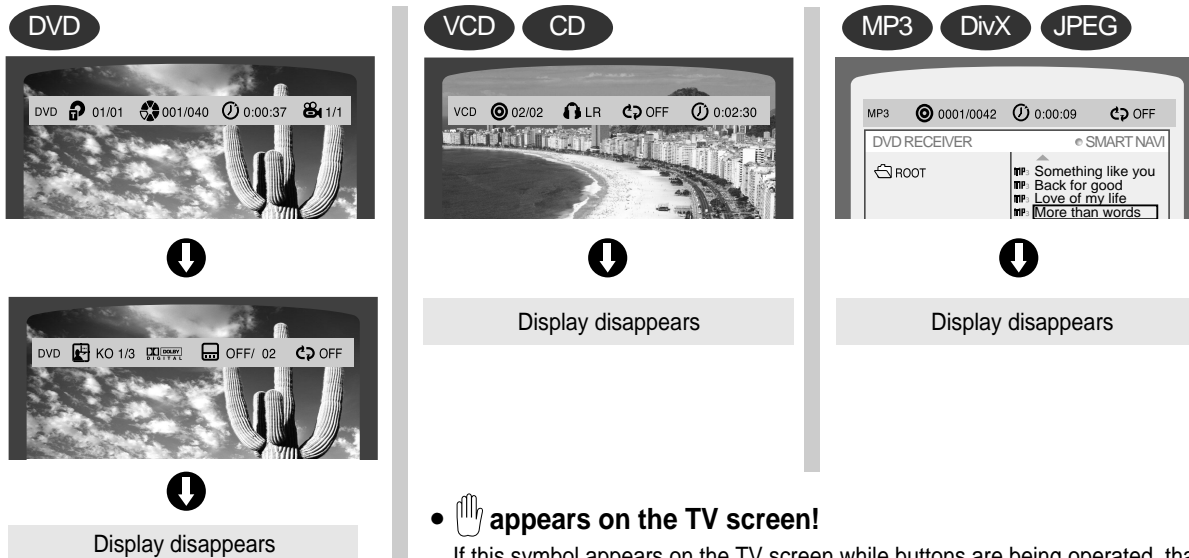 DVD
DVD 01/01 001/040 0:00:37 1/1
DVD KO 1/3 DOLBY DIGITAL OFF/ 02 OFF
Display disappears
VCD CD
VCD 02/02 LR OFF 0:02:30
Display disappears
MP3 DivX JPEG
MP3 0001/0042 0:00:09 OFF
DVD RECEIVER SMART NAVI
ROOT
Something like you
Back for good
Love of my life
More than words
Display disappears
• appears on the TV screen!
If this symbol appears on the TV screen while buttons are being operated, tha